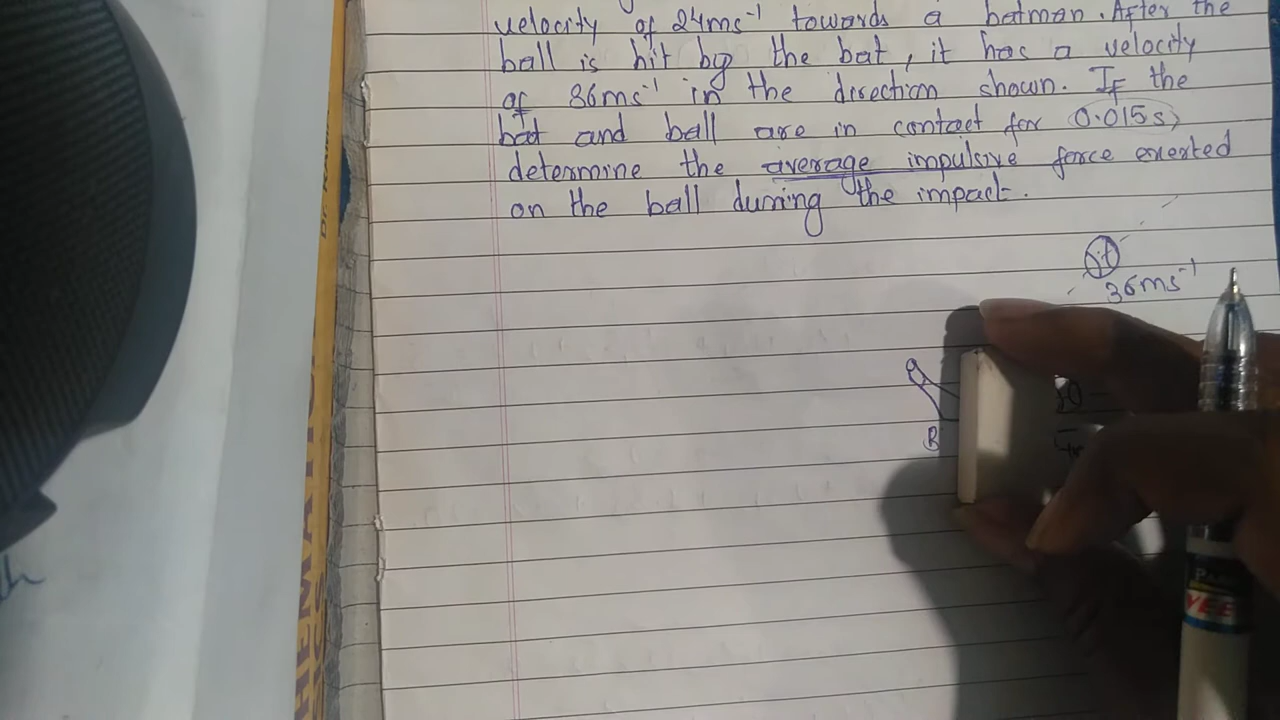 velocity of 24ms⁻¹ towards a batman. After the
ball is hit by the bat, it has a velocity
of 36ms⁻¹ in the direction shown. If the
bat and ball are in contact for 0.015s,
determine the average impulsive force exerted
on the ball durring the impact.
36ms⁻¹
B